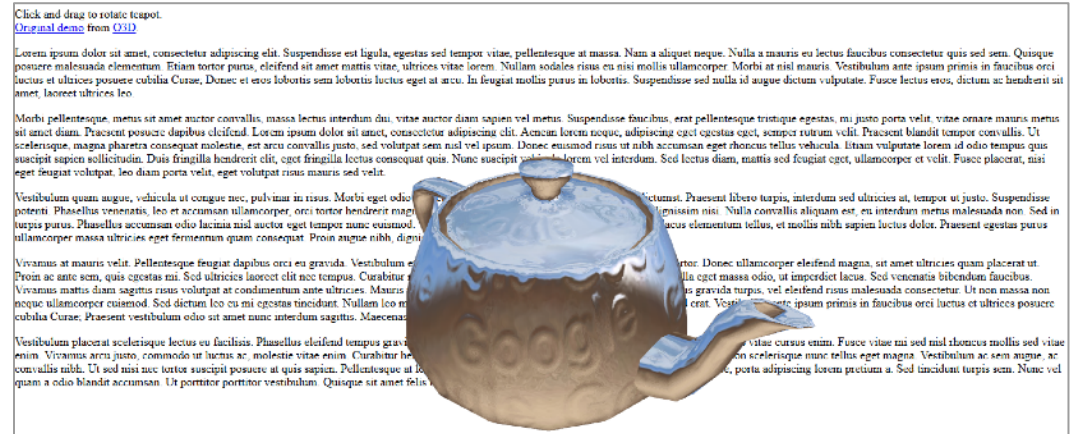 Click and drag to rotate teapot.
Original demo from O3D
Lorem ipsum dolor sit amet, consectetur adipiscing elit. Suspendisse est ligula, egestas sed tempor vitae, pellentesque at massa. Nam a aliquet neque. Nulla a mauris eu lectus faucibus consectetur quis sed sem. Quisque
posuere malesuada elementum. Etiam tortor purus, eleifend sit amet mattis vitae, ultrices vitae lorem. Nullam sodales risus eu nisi mollis ullamcorper. Morbi at nisl mauris. Vestibulum ante ipsum primis in faucibus orci
luctus et ultrices posuere cubilia Curae; Donec et eros lobortis sem lobortis luctus eget at arcu. In feugiat mollis purus in lobortis. Suspendisse sed nulla id augue dictum vulputate. Fusce lectus eros, dictum ac hendrerit sit
amet, laoreet ultrices leo.
Morbi pellentesque, metus sit amet auctor convallis, massa lectus interdum dui, vitae auctor diam sapien vel metus. Suspendisse faucibus, erat pellentesque tristique egestas, mi justo porta velit, vitae ornare mauris metus
sit amet diam. Praesent posuere dapibus eleifend. Lorem ipsum dolor sit amet, consectetur adipiscing elit. Aenean lorem neque, adipiscing eget egestas eget, semper rutrum velit. Praesent blandit tempor convallis. Ut
scelerisque, magna pharetra consequat molestie, est arcu convallis justo, sed volutpat sem nisl vel ipsum. Donec euismod risus ut nibh accumsan eget rhoncus tellus vehicula. Etiam vulputate lorem id odio tempus quis
suscipit sapien sollicitudin. Duis fringilla hendrerit elit, eget fringilla lectus consequat quis. Nunc suscipit vehicula lorem vel interdum. Sed lectus diam, mattis sed feugiat eget, ullamcorper et velit. Fusce placerat, nisi
eget feugiat volutpat, leo diam porta velit, eget volutpat risus mauris sed velit.
Vestibulum quam augue, vehicula ut congue nec, pulvinar in risus. Morbi eget odio dictumst. Praesent libero turpis, interdum sed ultricies at, tempor ut justo. Suspendisse
potenti. Phasellus venenatis, leo et accumsan ullamcorper, orci tortor hendrerit dignissim nisi. Nulla convallis aliquam est, eu interdum metus malesuada non. Sed in
turpis purus. Phasellus accumsan odio lacinia nisl auctor eget tempor nunc euismod. lacus elementum tellus, et mollis nibh sapien luctus dolor. Praesent egestas purus
ullamcorper massa ultricies eget fermentum quam consequat. Proin augue nibh,
Vivamus at mauris velit. Pellentesque feugiat dapibus orci eu gravida. Vestibulum tortor. Donec ullamcorper eleifend magna, sit amet ultricies quam placerat ut.
Proin ac ante sem, quis egestas mi. Sed ultricies laoreet elit nec tempus. Curabitur eget massa odio, ut imperdiet lacus. Sed venenatis bibendum faucibus.
Vivamus mattis diam sagittis risus volutpat at condimentum ante ultricies. Mauris gravida turpis, vel eleifend risus malesuada consectetur. Ut non massa non
neque ullamcorper euismod. Sed dictum leo eu mi egestas tincidunt. Nullam leo erat. Vestibulum ante ipsum primis in faucibus orci luctus et ultrices posuere
cubilia Curae; Praesent vestibulum odio sit amet nunc interdum sagittis.
Google
Vestibulum placerat scelerisque lectus eu facilisis. Phasellus eleifend tempus vitae cursus enim. Fusce vitae mi sed nisl rhoncus mollis sed vitae
enim. Vivamus arcu justo, commodo ut luctus ac, molestie vitae enim. Curabitur scelerisque nunc tellus eget magna. Vestibulum ac sem augue, ac
convallis nibh. Ut sed nisi nec tortor suscipit posuere at quis sapien. Pellentesque at porta adipiscing lorem pretium a. Sed tincidunt turpis sem. Nunc vel
quam a odio blandit accumsan. Ut porttitor porttitor vestibulum. Quisque sit amet felis